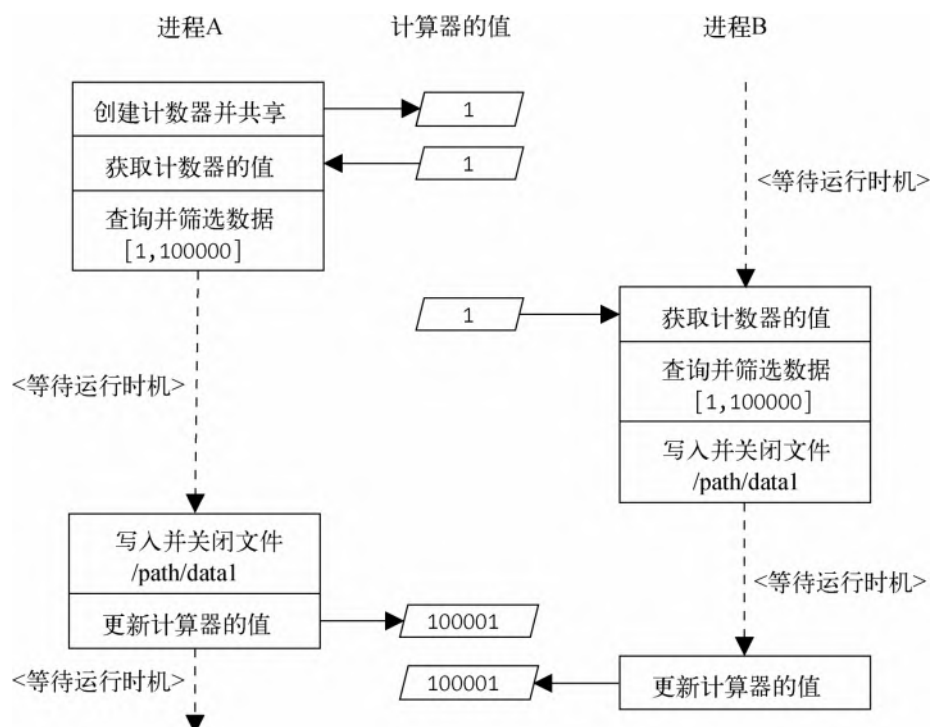 进程A
计算器的值
进程B
创建计数器并共享
1
获取计数器的值
1
<等待运行时机>
查询并筛选数据
[1,100000]
1
获取计数器的值
<等待运行时机>
查询并筛选数据
[1,100000]
写入并关闭文件
/path/data1
写入并关闭文件
/path/data1
<等待运行时机>
更新计算器的值
100001
<等待运行时机>
100001
更新计算器的值